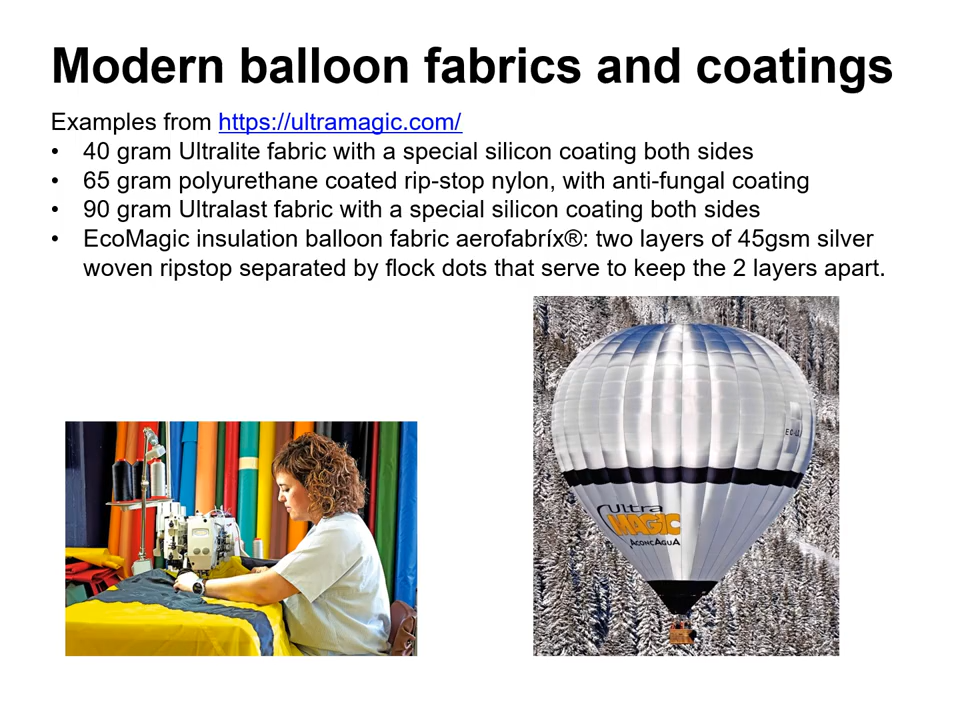 Modern balloon fabrics and coatings
Examples from https://ultramagic.com/
• 40 gram Ultralite fabric with a special silicon coating both sides
• 65 gram polyurethane coated rip-stop nylon, with anti-fungal coating
• 90 gram Ultralast fabric with a special silicon coating both sides
• EcoMagic insulation balloon fabric aerofabríx®: two layers of 45gsm silver
woven ripstop separated by flock dots that serve to keep the 2 layers apart.
EC-
ultra
MAGIC
ACONCAGUA